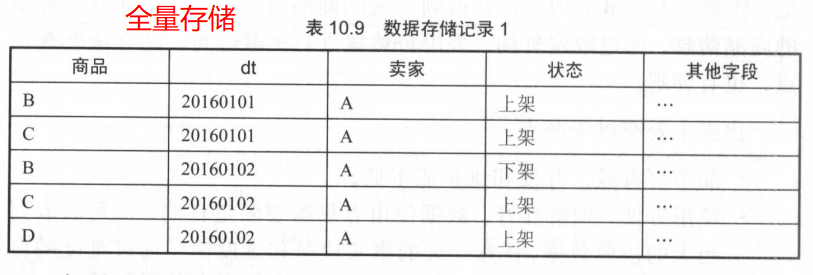 全量存储
表 10.9 数据存储记录 1
商品 dt 卖家 状态 其他字段
B 20160101 A 上架 …
C 20160101 A 上架 …
B 20160102 A 下架 …
C 20160102 A 上架 …
D 20160102 A 上架 …